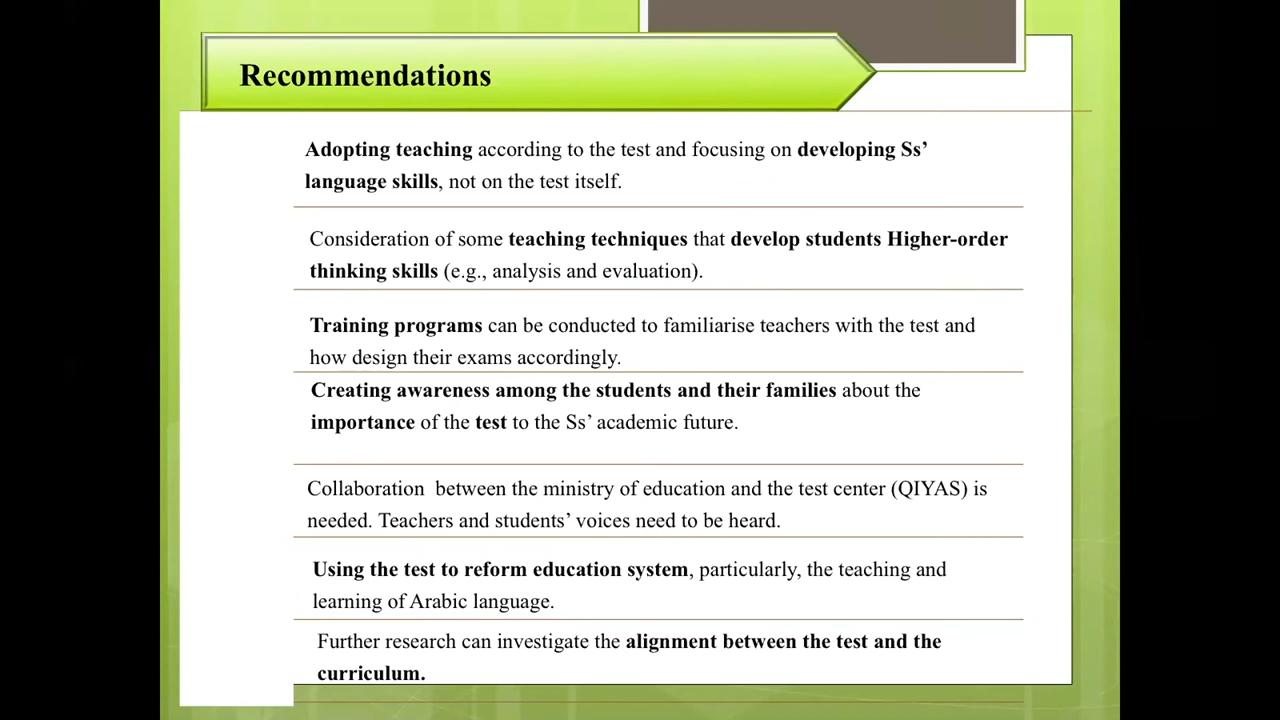 Recommendations
Adopting teaching according to the test and focusing on developing Ss’
language skills, not on the test itself.
Consideration of some teaching techniques that develop students Higher-order
thinking skills (e.g., analysis and evaluation).
Training programs can be conducted to familiarise teachers with the test and
how design their exams accordingly.
Creating awareness among the students and their families about the
importance of the test to the Ss’ academic future.
Collaboration between the ministry of education and the test center (QIYAS) is
needed. Teachers and students’ voices need to be heard.
Using the test to reform education system, particularly, the teaching and
learning of Arabic language.
Further research can investigate the alignment between the test and the
curriculum.